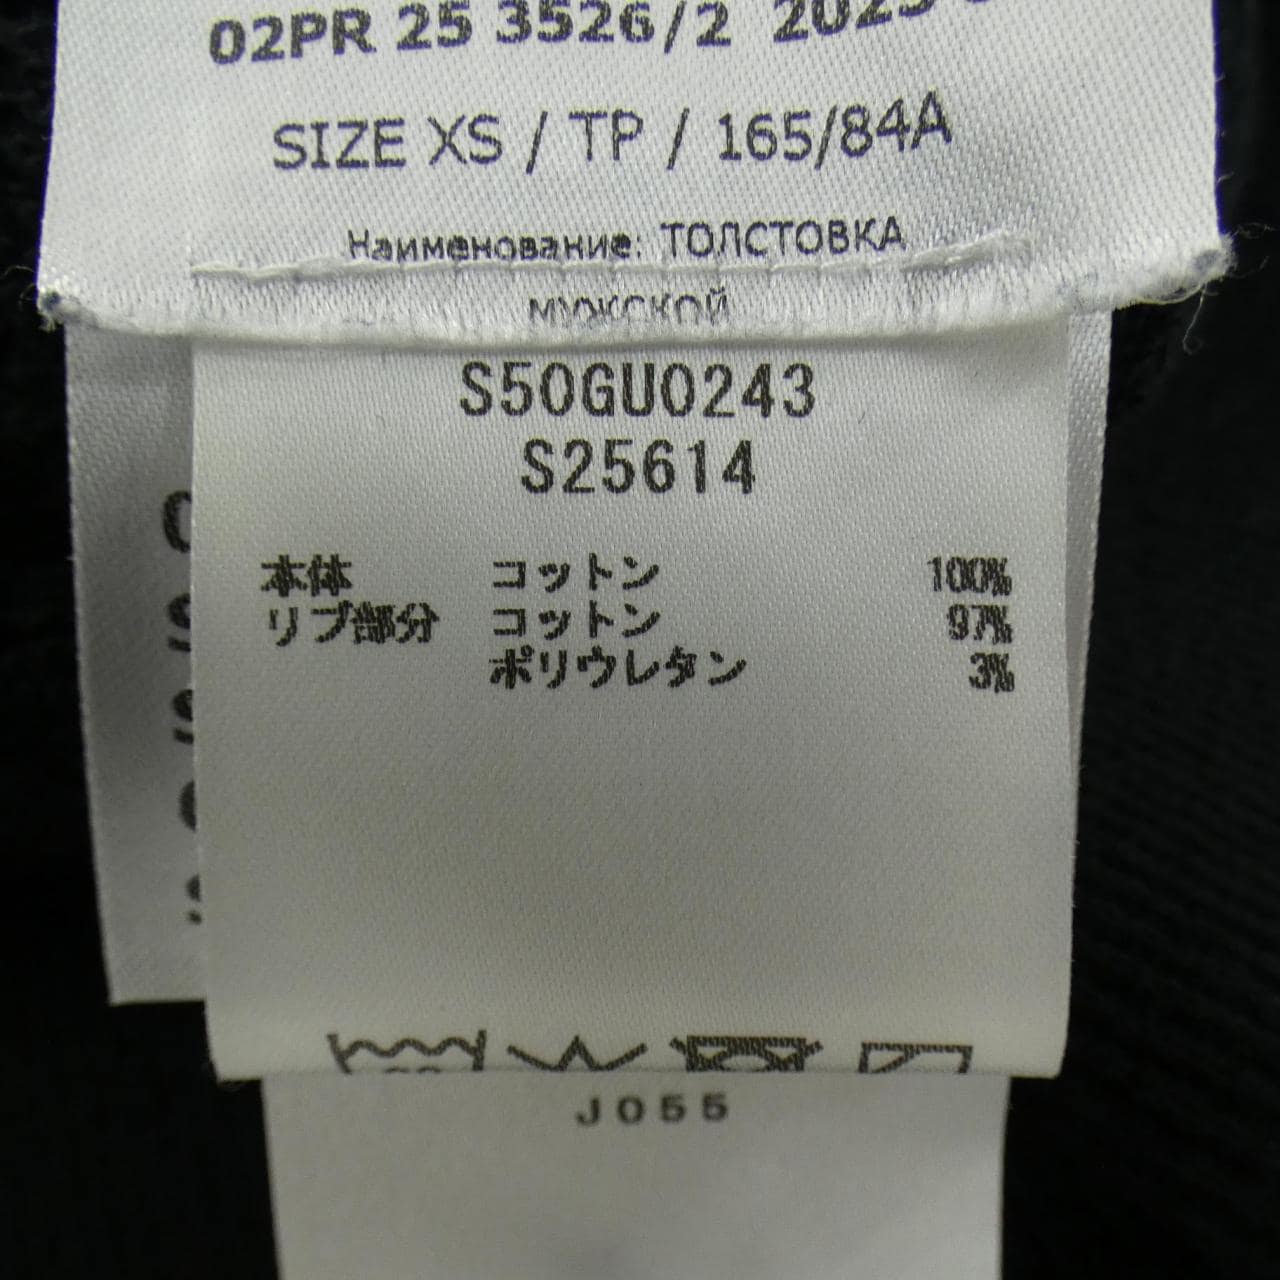 02PR 25 3526/2
SIZE XS / TP / 165/84A
Наименование: ТОЛСТОВКА
МУЖСКОЙ
S50GU0243
S25614
本体 コットン 100%
リブ部分 コットン 97%
ポリウレタン 3%
J055